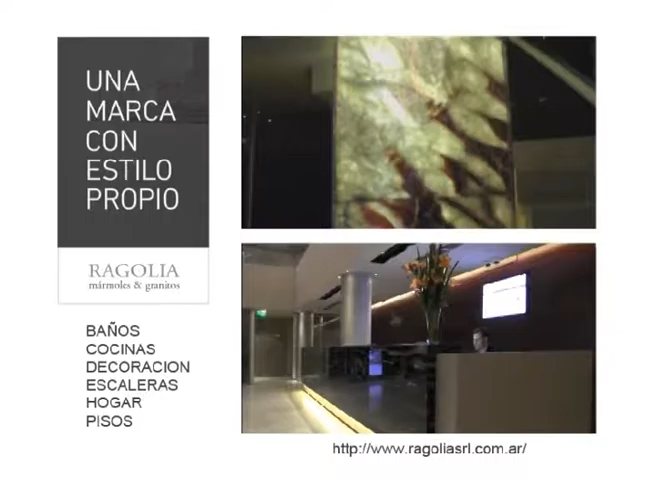 UNA
MARCA
CON
ESTILO
PROPIO
RAGOLIA
mármoles & granitos
BAÑOS
COCINAS
DECORACION
ESCALERAS
HOGAR
PISOS
http://www.ragoliasrl.com.ar/